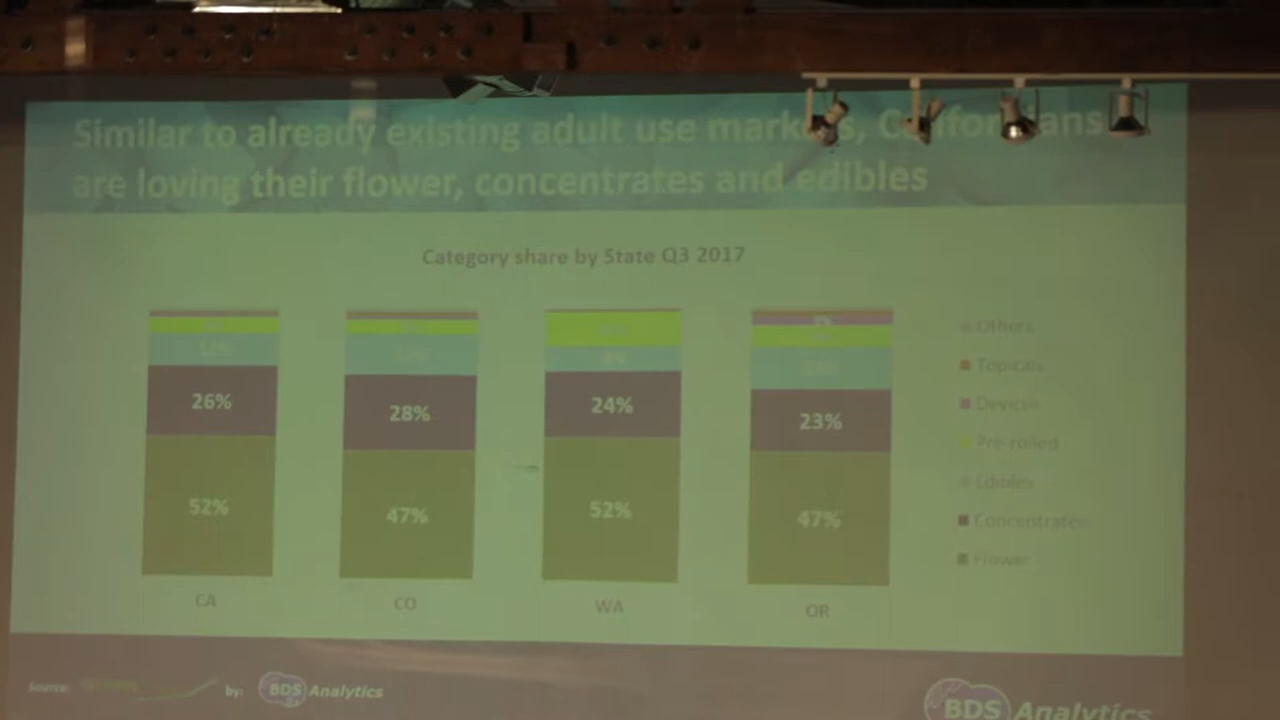 Similar to already existing adult use markets, Californians
are loving their flower, concentrates and edibles
Category share by State Q3 2017
Others
Topicals
Devices
Pre-rolled
Edibles
Concentrates
Flower
26%
28%
24%
23%
52%
47%
52%
47%
CA
CO
WA
OR
Source:
by:
BDS Analytics
BDS Analytics